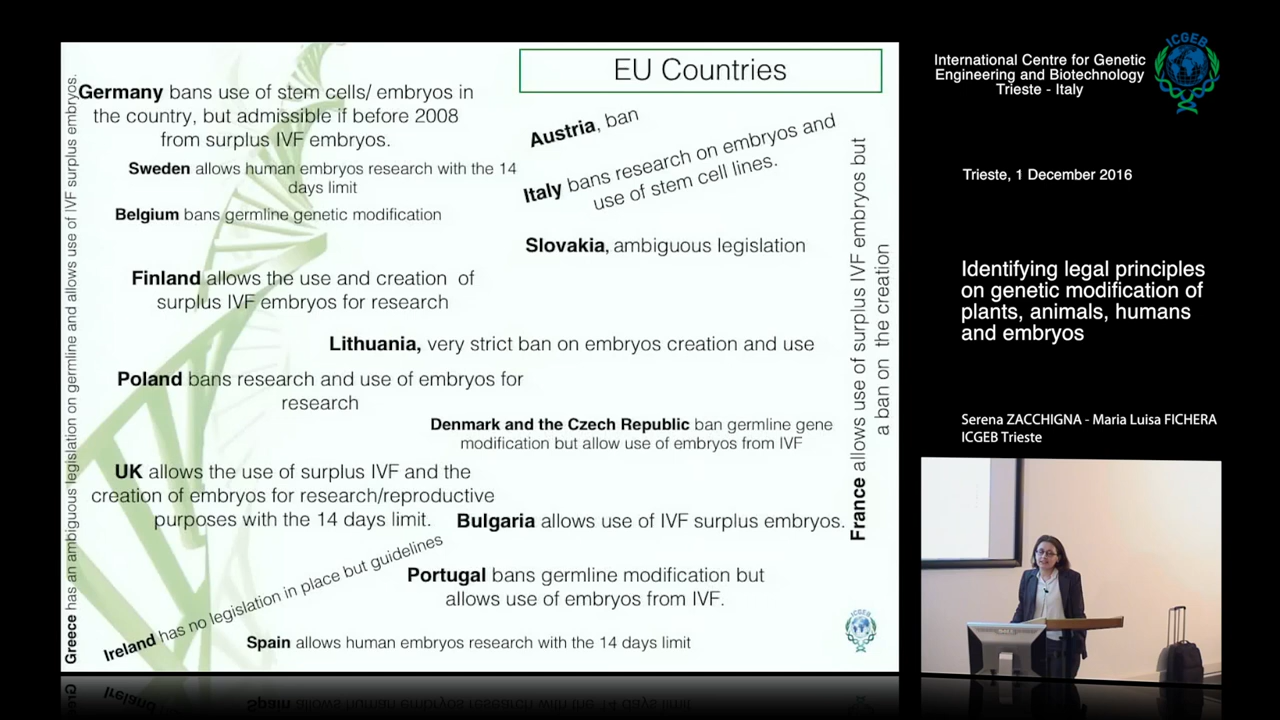 EU Countries
Germany bans use of stem cells/ embryos in
the country, but admissible if before 2008
from surplus IVF embryos.
Austria, ban
Sweden allows human embryos research with the 14
days limit
Italy bans research on embryos and
use of stem cell lines.
Belgium bans germline genetic modification
Slovakia, ambiguous legislation
Finland allows the use and creation of
surplus IVF embryos for research
Lithuania, very strict ban on embryos creation and use
Poland bans research and use of embryos for
research
Denmark and the Czech Republic ban germline gene
modification but allow use of embryos from IVF
UK allows the use of surplus IVF and the
creation of embryos for research/reproductive
purposes with the 14 days limit.
Bulgaria allows use of IVF surplus embryos.
Ireland has no legislation in place but guidelines
Portugal bans germline modification but
allows use of embryos from IVF.
Spain allows human embryos research with the 14 days limit
Greece has an ambiguous legislation on germline and allows use of IVF surplus embryos.
France allows use of surplus IVF embryos but
a ban on the creation
ICGEB
International Centre for Genetic
Engineering and Biotechnology
Trieste - Italy
ICGEB
Trieste, 1 December 2016
Identifying legal principles
on genetic modification of
plants, animals, humans
and embryos
Serena ZACCHIGNA - Maria Luisa FICHERA
ICGEB Trieste
DELL